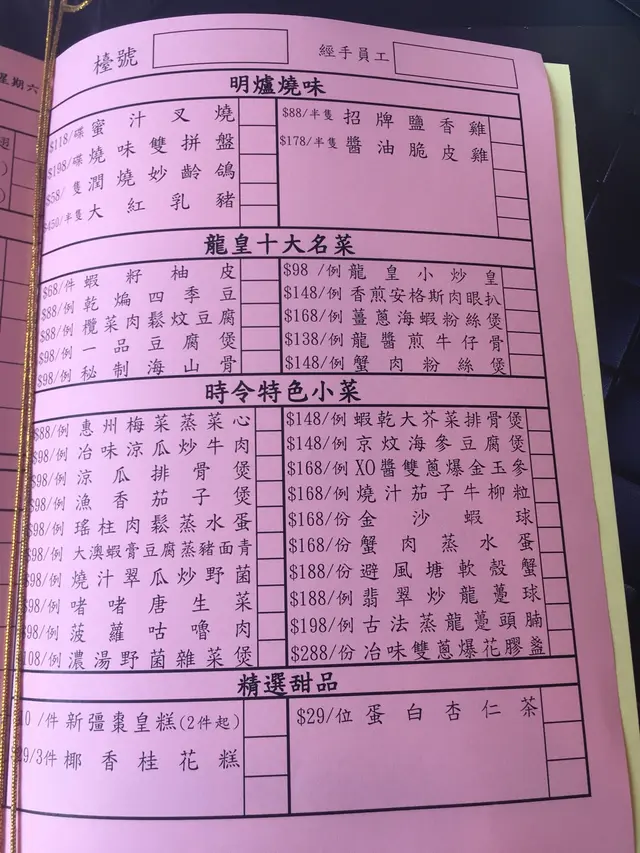 星期六
檯號
經手員工
明爐燒味
$118/碟 蜜汁叉燒
$198/碟 燒味雙拼盤
$58/隻 潤燒妙齡鴿
$450/半隻 大紅乳豬
$88/半隻 招牌鹽香雞
$178/半隻 醬油脆皮雞
龍皇十大名菜
$68/件 蝦籽柚皮
$88/例 乾煸四季豆
$88/例 欖菜肉鬆炆豆腐
$98/例 一品豆腐煲
$98/例 秘制海山骨
$98/例 龍皇小炒皇
$148/例 香煎安格斯肉眼扒
$168/例 薑蔥海蝦粉絲煲
$138/例 龍醬煎牛仔骨
$148/例 蟹肉粉絲煲
時令特色小菜
$88/例 惠州梅菜蒸菜心
$98/例 冶味涼瓜炒牛肉
$98/例 涼瓜排骨煲
$98/例 漁香茄子煲
$98/例 瑤柱肉鬆蒸水蛋
$98/例 大澳蝦膏豆腐蒸豬面青
$98/例 燒汁翠瓜炒野菌
$98/例 啫啫唐生菜
98/例 菠蘿咕嚕肉
108/例 濃湯野菌雜菜煲
$148/例 蝦乾大芥菜排骨煲
$148/例 京炆海參豆腐煲
$168/例 XO醬雙蔥爆金玉參
$168/例 燒汁茄子牛柳粒
$168/份 金沙蝦球
$168/份 蟹肉蒸水蛋
$188/份 避風塘軟殼蟹
$188/例 翡翠炒龍躉球
$198/例 古法蒸龍躉頭腩
$288/份 冶味雙蔥爆花膠盞
精選甜品
/件 新彊棗皇糕(2件起)
29/3件 椰香桂花糕
$29/位 蛋白杏仁茶